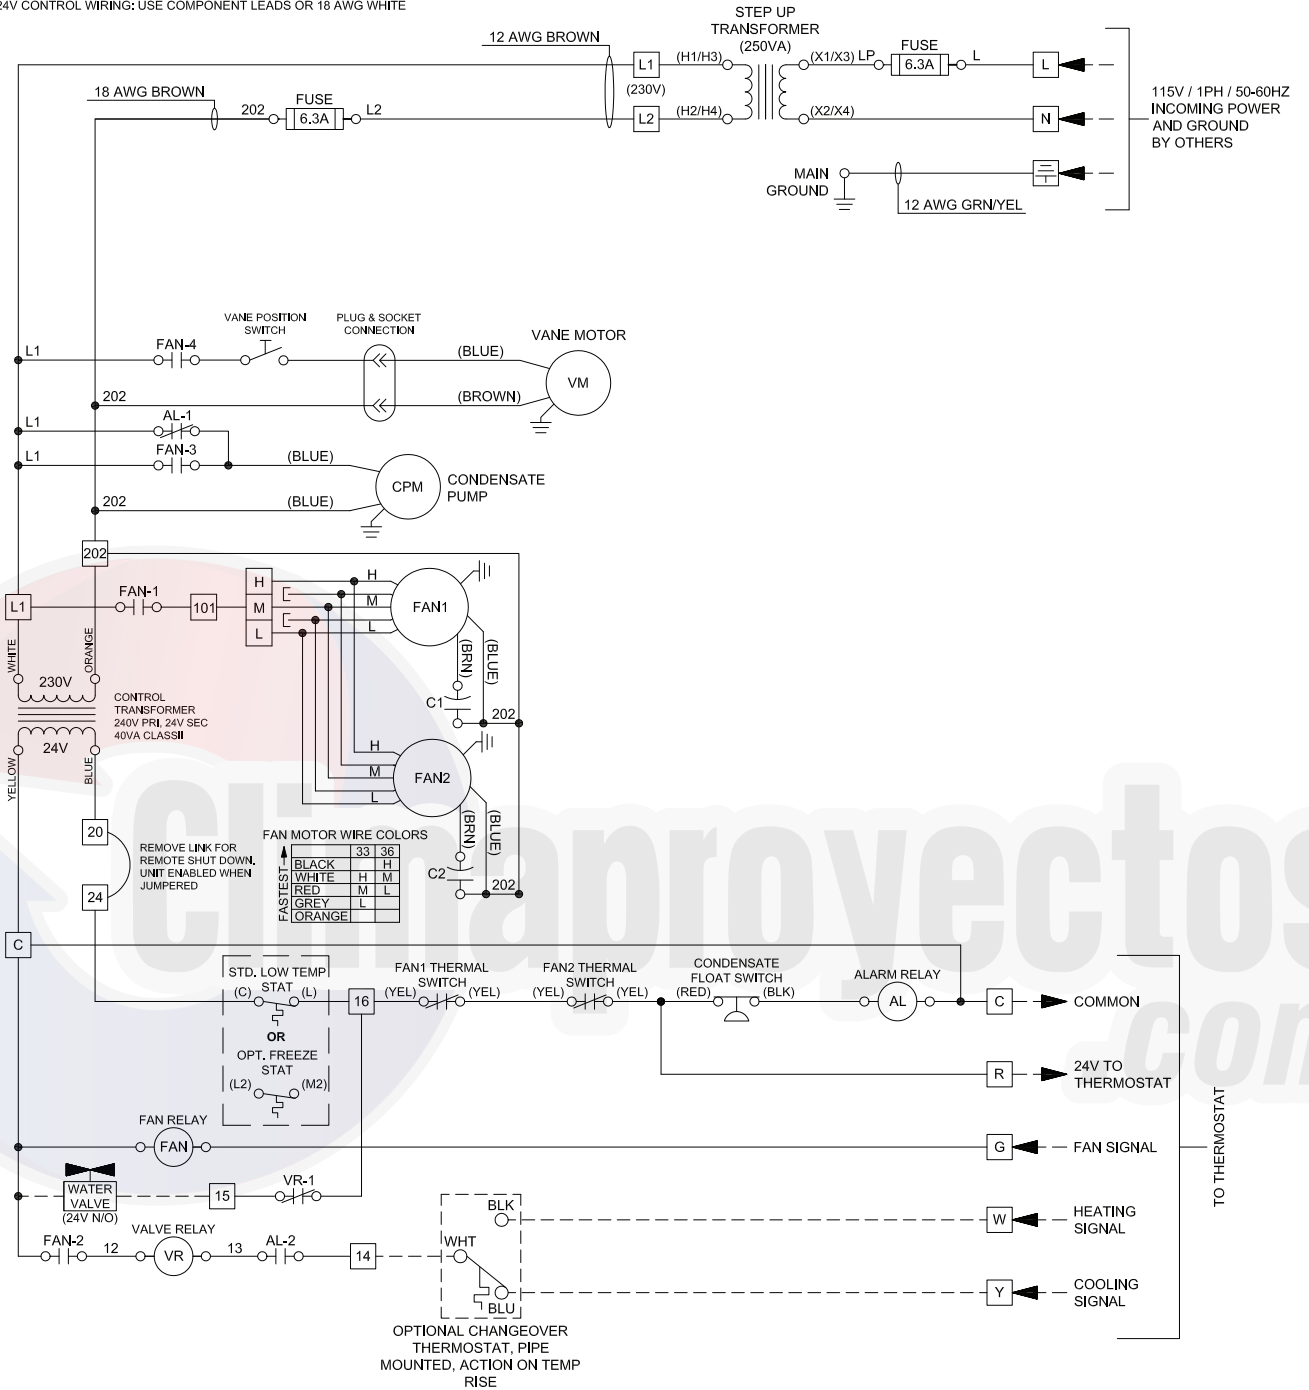 24V CONTROL WIRING: USE COMPONENT LEADS OR 18 AWG WHITE
STEP UP
TRANSFORMER
(250VA)
12 AWG BROWN
L1
(H1/H3)
(X1/X3)
LP
FUSE
6.3A
L
L
(230V)
18 AWG BROWN
202
FUSE
6.3A
L2
L2
(H2/H4)
(X2/X4)
N
115V / 1PH / 50-60HZ
INCOMING POWER
AND GROUND
BY OTHERS
MAIN
GROUND
12 AWG GRN/YEL
VANE POSITION
SWITCH
PLUG & SOCKET
CONNECTION
VANE MOTOR
L1
FAN-4
(BLUE)
VM
202
(BROWN)
L1
AL-1
L1
FAN-3
(BLUE)
CPM
CONDENSATE
PUMP
202
(BLUE)
202
L1
FAN-1
101
H
M
L
H
M
L
FAN1
WHITE
ORANGE
(BRN)
(BLUE)
230V
CONTROL
TRANSFORMER
240V PRI, 24V SEC
40VA CLASSII
24V
C1
202
YELLOW
BLUE
H
M
L
FAN2
(BRN)
(BLUE)
C2
202
20
REMOVE LINK FOR
REMOTE SHUT DOWN.
UNIT ENABLED WHEN
JUMPERED
24
FAN MOTOR WIRE COLORS
FASTEST
33 36
BLACK H
WHITE H M
RED M L
GREY L
ORANGE
Climaproyectos
.com
C
STD. LOW TEMP
STAT
(C) (L)
OR
OPT. FREEZE
STAT
(L2) (M2)
16
FAN1 THERMAL
SWITCH
(YEL) (YEL)
FAN2 THERMAL
SWITCH
(YEL) (YEL)
CONDENSATE
FLOAT SWITCH
(RED) (BLK)
ALARM RELAY
AL
C
COMMON
R
24V TO
THERMOSTAT
TO THERMOSTAT
FAN RELAY
FAN
G
FAN SIGNAL
WATER
VALVE
(24V N/O)
15
VR-1
BLK
W
HEATING
SIGNAL
FAN-2
12
VALVE RELAY
VR
13
AL-2
14
WHT
BLU
Y
COOLING
SIGNAL
OPTIONAL CHANGEOVER
THERMOSTAT, PIPE
MOUNTED, ACTION ON TEMP
RISE